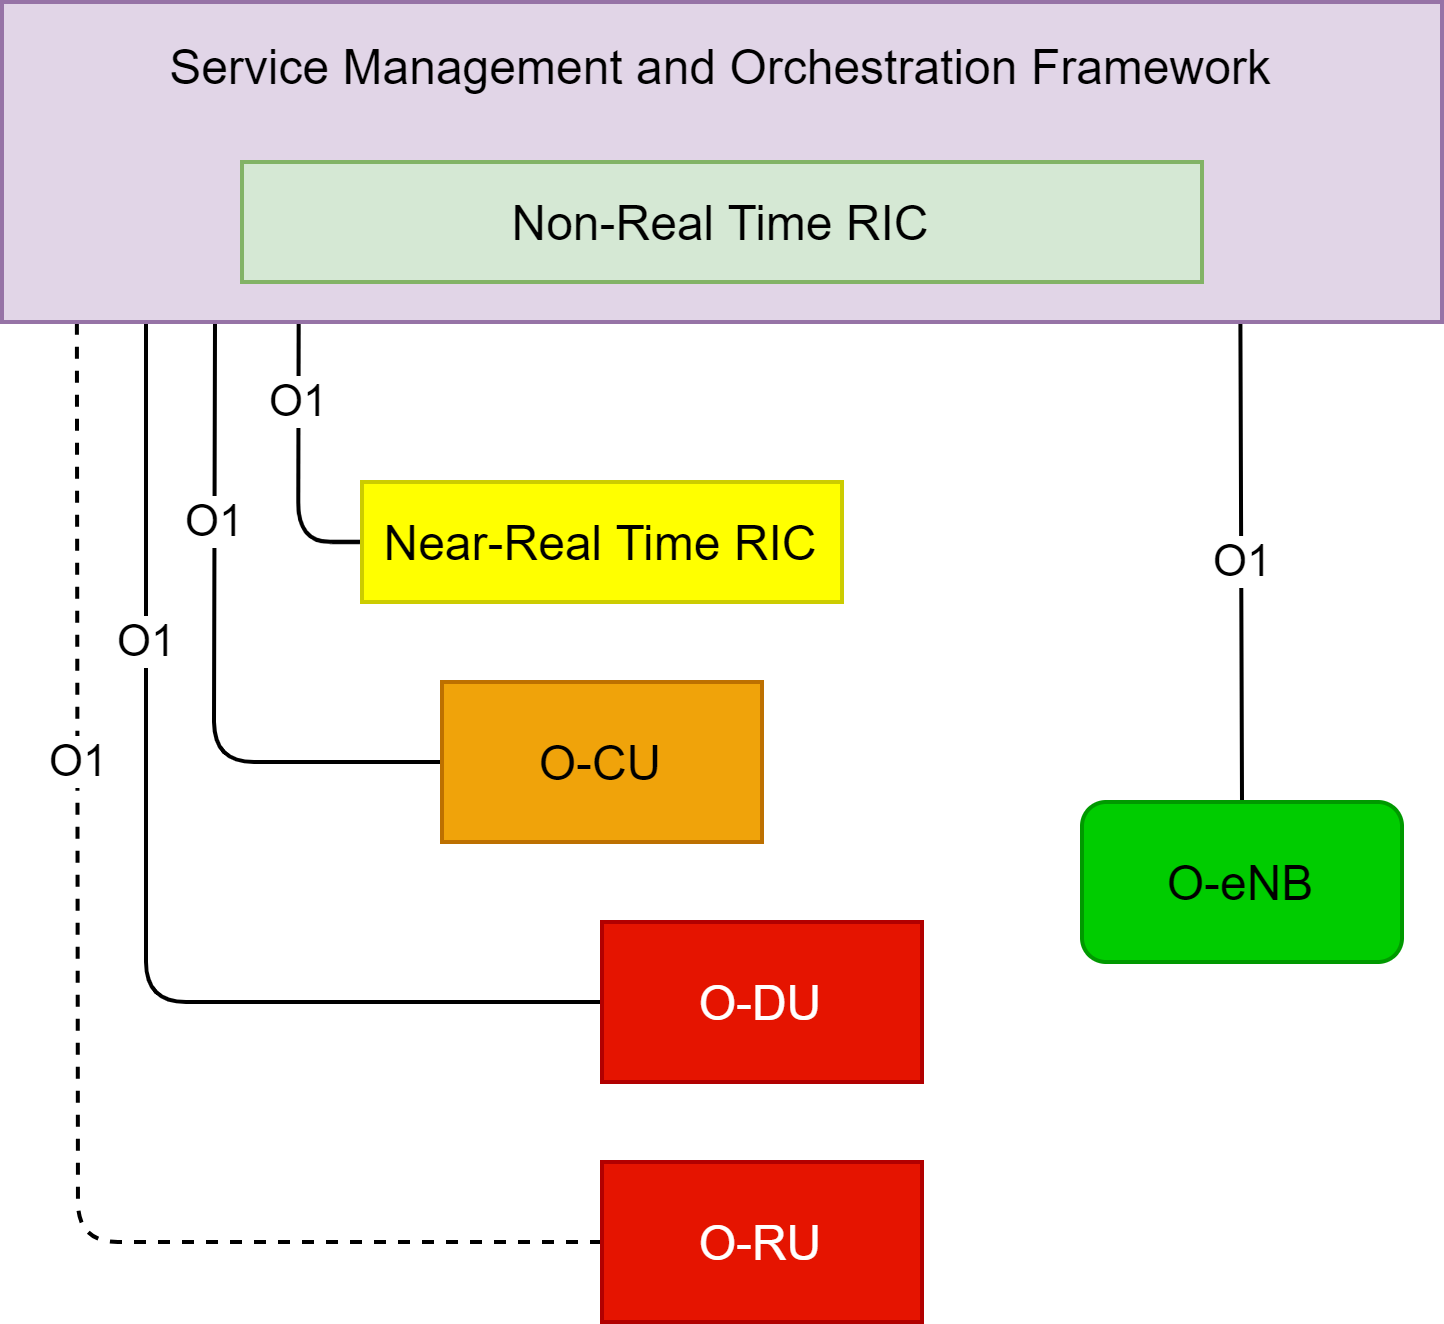 Service Management and Orchestration Framework
Non-Real Time RIC
O1
Near-Real Time RIC
O1
O1
O1
O-CU
O1
O-eNB
O-DU
O-RU